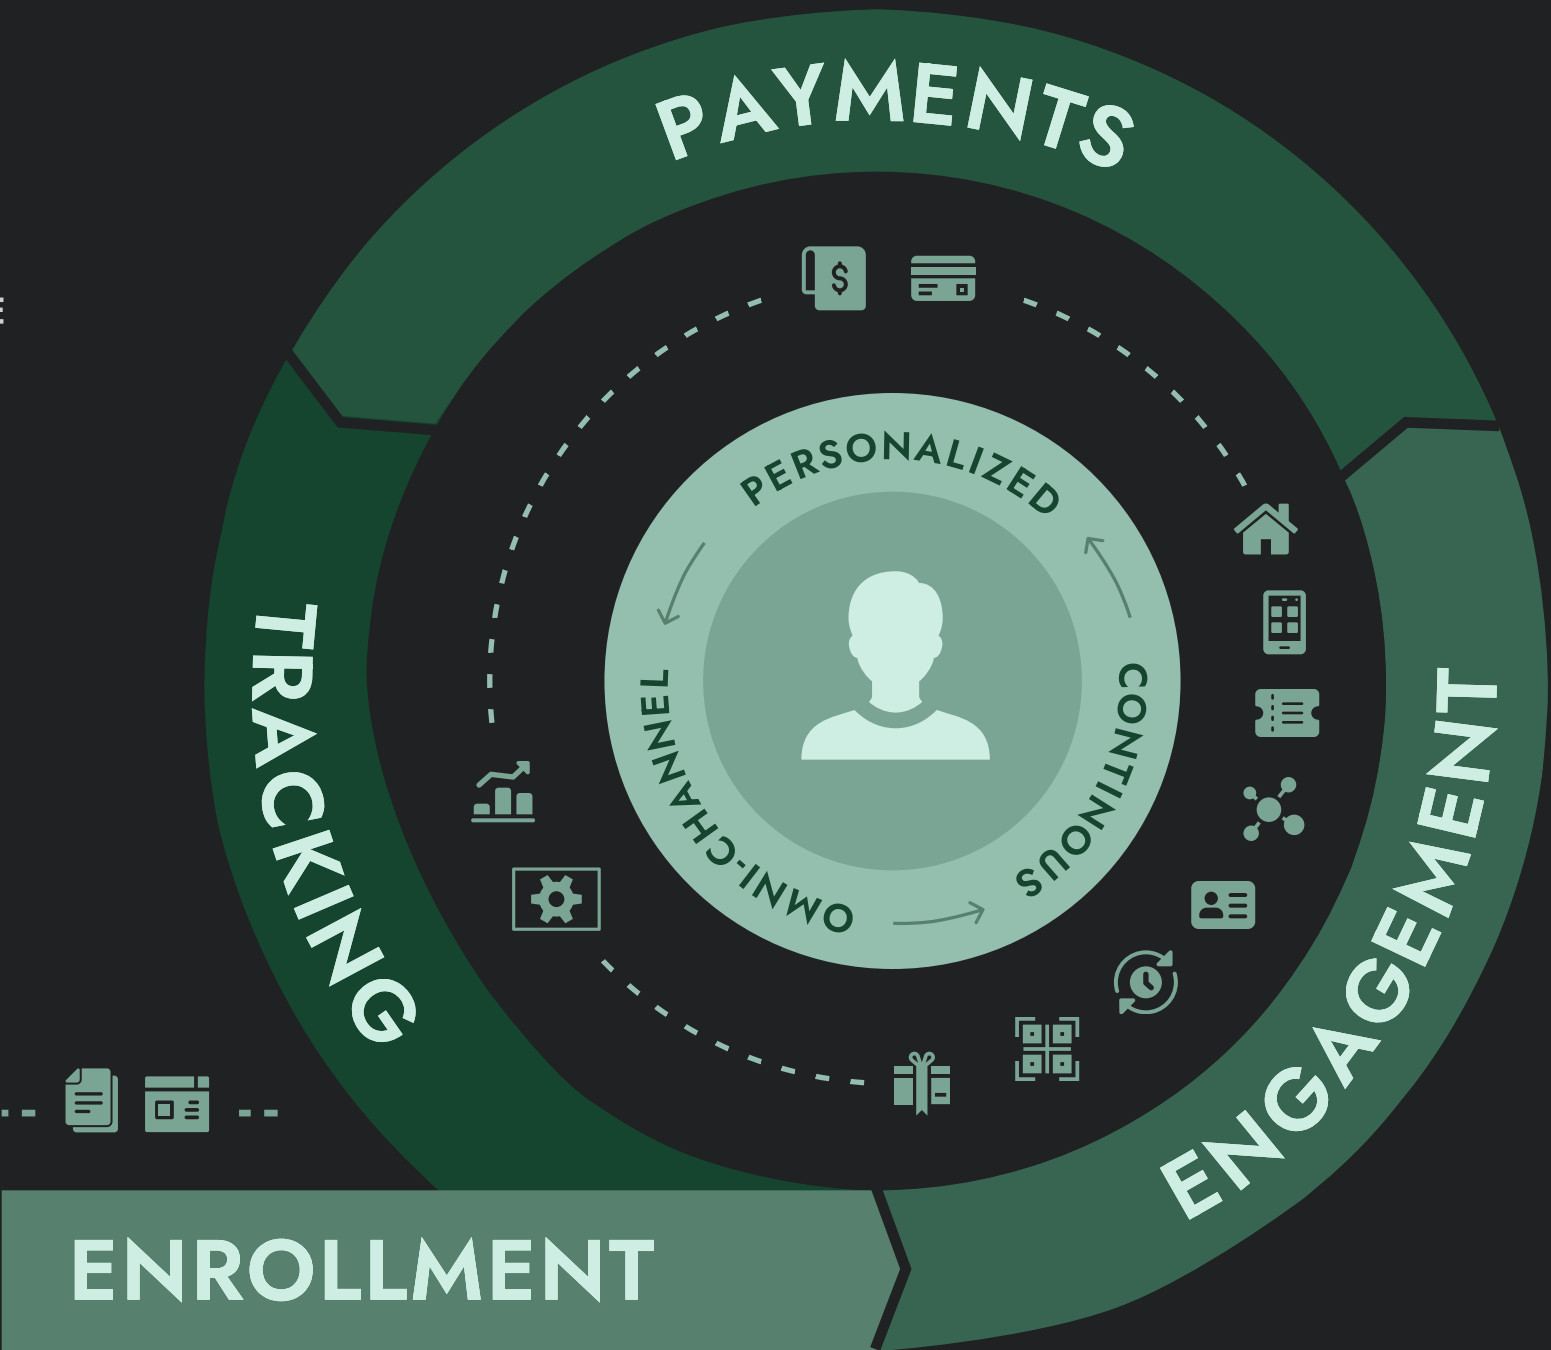 PAYMENTS
$
PERSONALIZED
TRACKING
OMNI-CHANNEL
CONTINOUS
ENGAGEMENT
ENROLLMENT